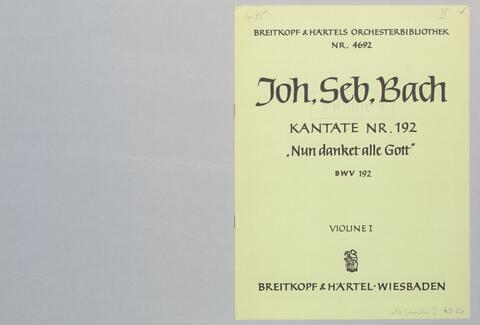 BREITKOPF & HÄRTELS ORCHESTERBIBLIOTHEK
NR. 4692
Joh. Seb. Bach
KANTATE NR. 192
„Nun danket alle Gott“
BWV 192
VIOLINE I
BREITKOPF & HÄRTEL · WIESBADEN